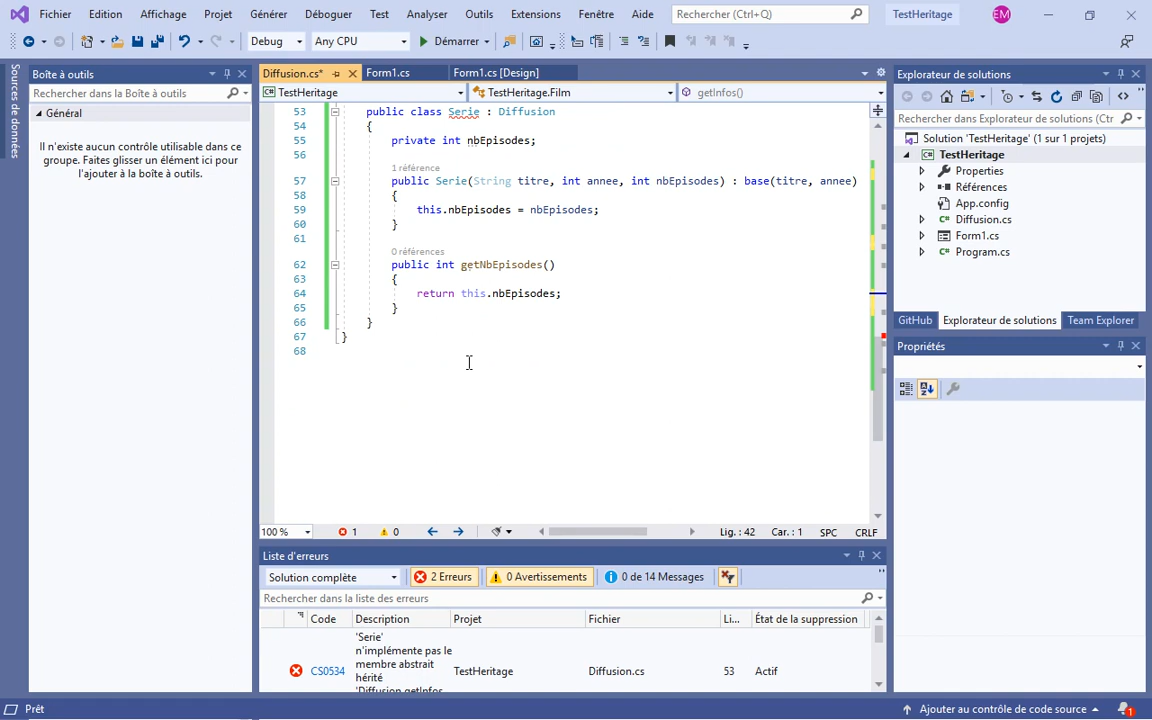 Fichier Edition Affichage Projet Générer Déboguer Test Analyser Outils Extensions Fenêtre Aide Rechercher (Ctrl+Q) TestHeritage EM
Debug Any CPU Démarrer
Sources de données
Boîte à outils
Rechercher dans la boîte à outils
Général
Il n'existe aucun contrôle utilisable dans ce
groupe. Faites glisser un élément ici pour
l'ajouter à la boîte à outils.
Diffusion.cs* Form1.cs Form1.cs [Design]
TestHeritage TestHeritage.Film getInfos()
53 public class Serie : Diffusion
54 {
55 private int nbEpisodes;
56
1 référence
57 public Serie(String titre, int annee, int nbEpisodes) : base(titre, annee)
58 {
59 this.nbEpisodes = nbEpisodes;
60 }
61
0 références
62 public int getNbEpisodes()
63 {
64 return this.nbEpisodes;
65 }
66 }
67 }
68
100 % 1 0 Lig. : 42 Car. : 1 SPC CRLF
Liste d'erreurs
Solution complète 2 Erreurs 0 Avertissements 0 de 14 Messages
Rechercher dans la liste des erreurs
Code Description Projet Fichier Li... État de la suppression
'Serie'
n'implémente pas le
membre abstrait
hérité
'Diffusion.getInfos
CS0534 TestHeritage Diffusion.cs 53 Actif
Explorateur de solutions
Rechercher dans Explorateur de solutions (Ctr
Solution 'TestHeritage' (1 sur 1 projets)
TestHeritage
Properties
Références
App.config
Diffusion.cs
Form1.cs
Program.cs
GitHub Explorateur de solutions Team Explorer
Propriétés
Prêt Ajouter au contrôle de code source 1